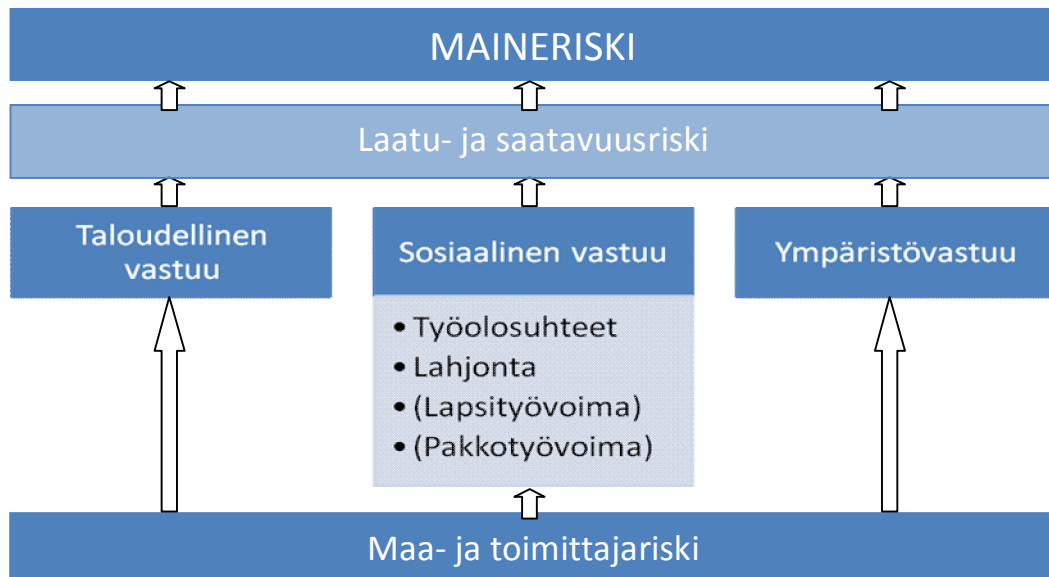 MAINERISKI
Laatu- ja saatavuusriski
Taloudellinen
vastuu
Sosiaalinen vastuu
• Työolosuhteet
• Lahjonta
• (Lapsityövoima)
• (Pakkotyövoima)
Ympäristövastuu
Maa- ja toimittajariski